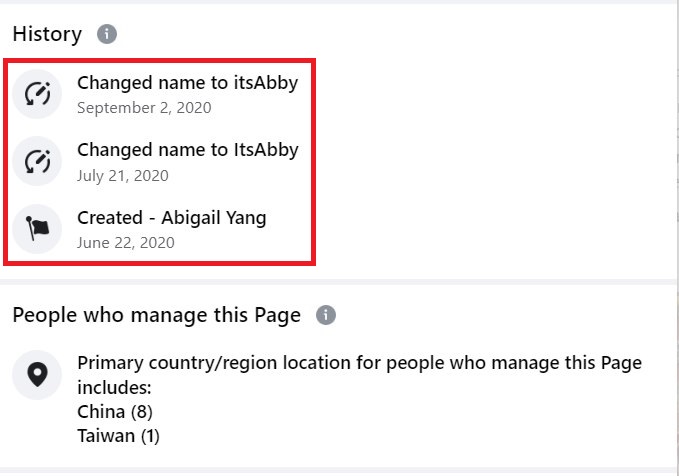 History
Changed name to itsAbby
September 2, 2020
Changed name to ItsAbby
July 21, 2020
Created - Abigail Yang
June 22, 2020
People who manage this Page
Primary country/region location for people who manage this Page
includes:
China (8)
Taiwan (1)